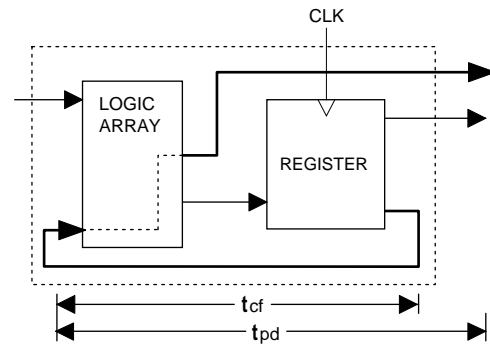 CLK
LOGIC
ARRAY
REGISTER
tcf
tpd